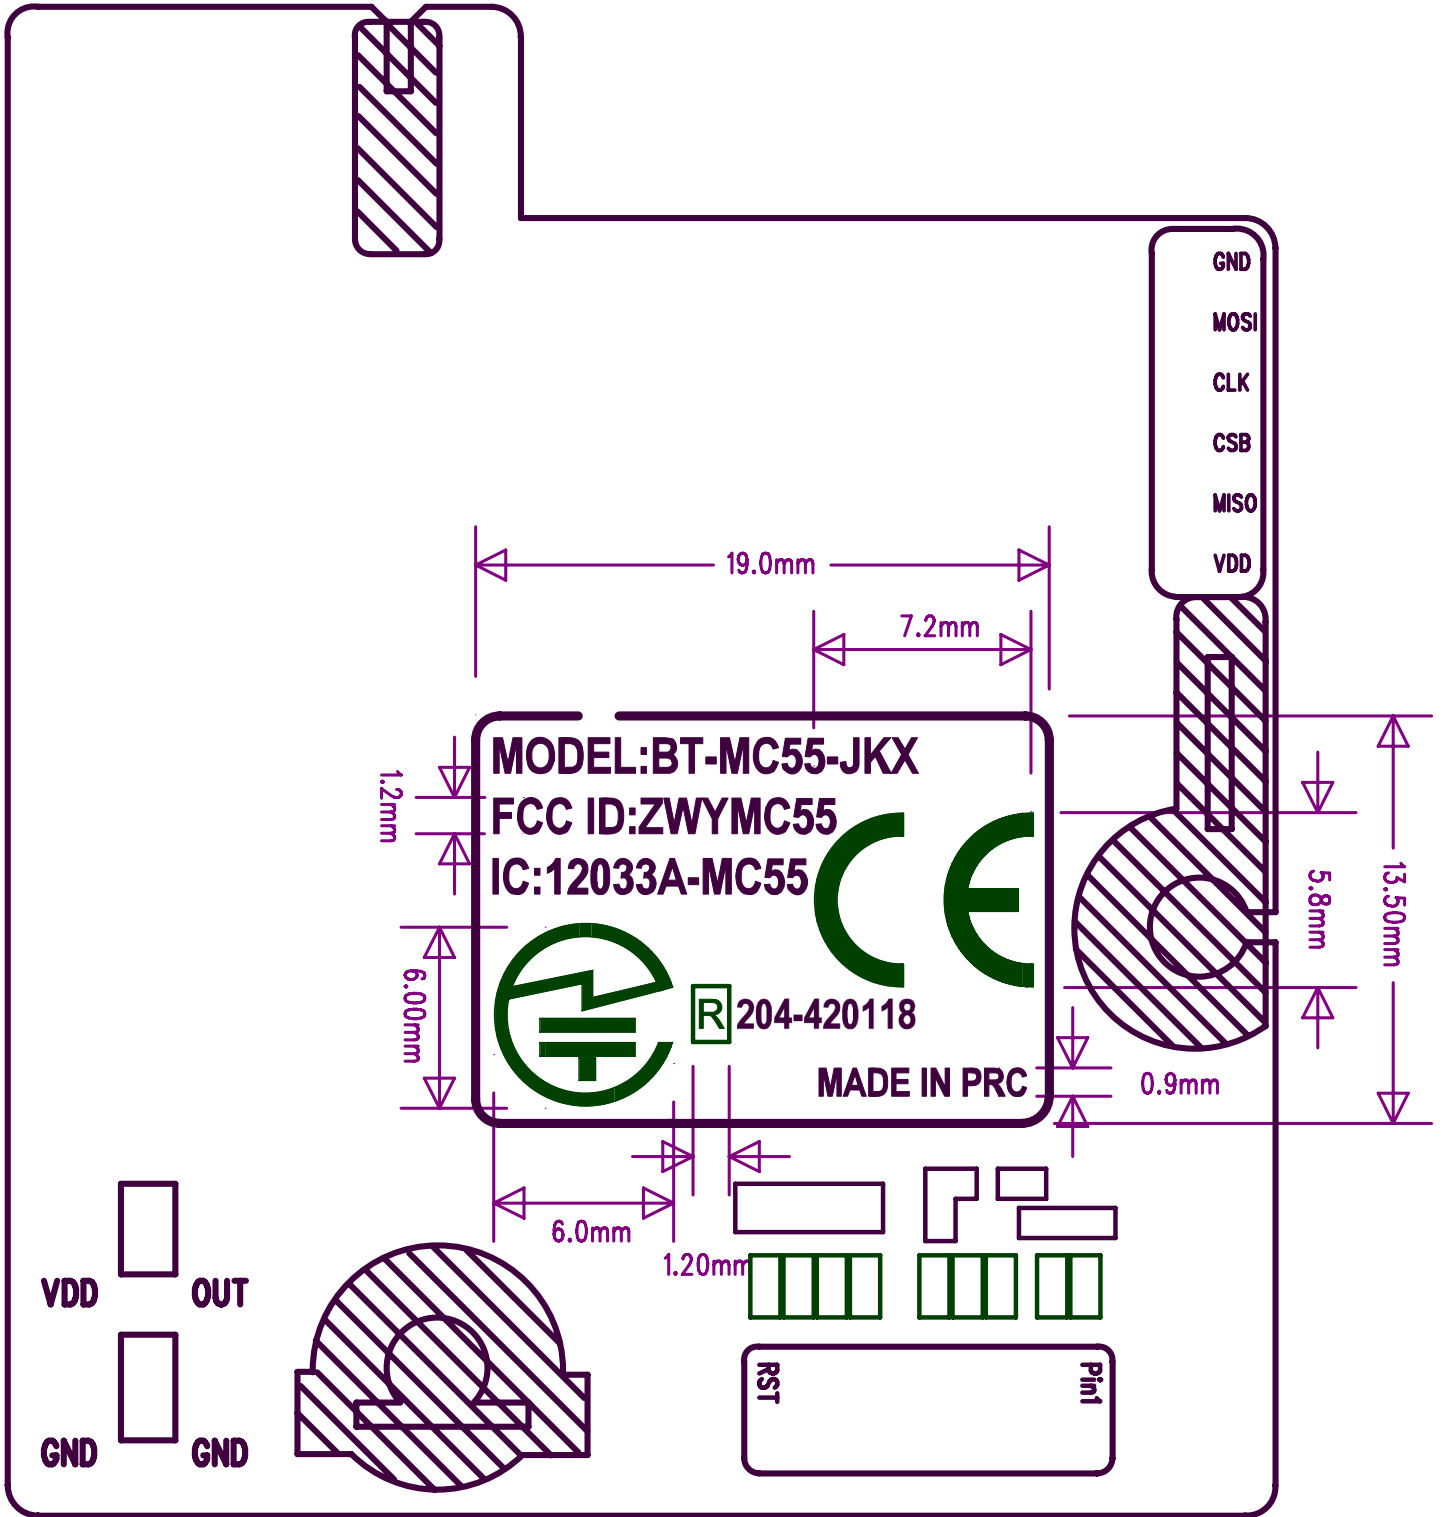 GND
MOSI
CLK
CSB
MISO
VDD
19.0mm
7.2mm
MODEL:BT-MC55-JKX
1.2mm
FCC ID:ZWYMC55
IC:12033A-MC55
CE
5.8mm
13.50mm
6.00mm
R 204-420118
MADE IN PRC
0.9mm
6.0mm
1.20mm
VDD OUT
GND GND
RST Pin1